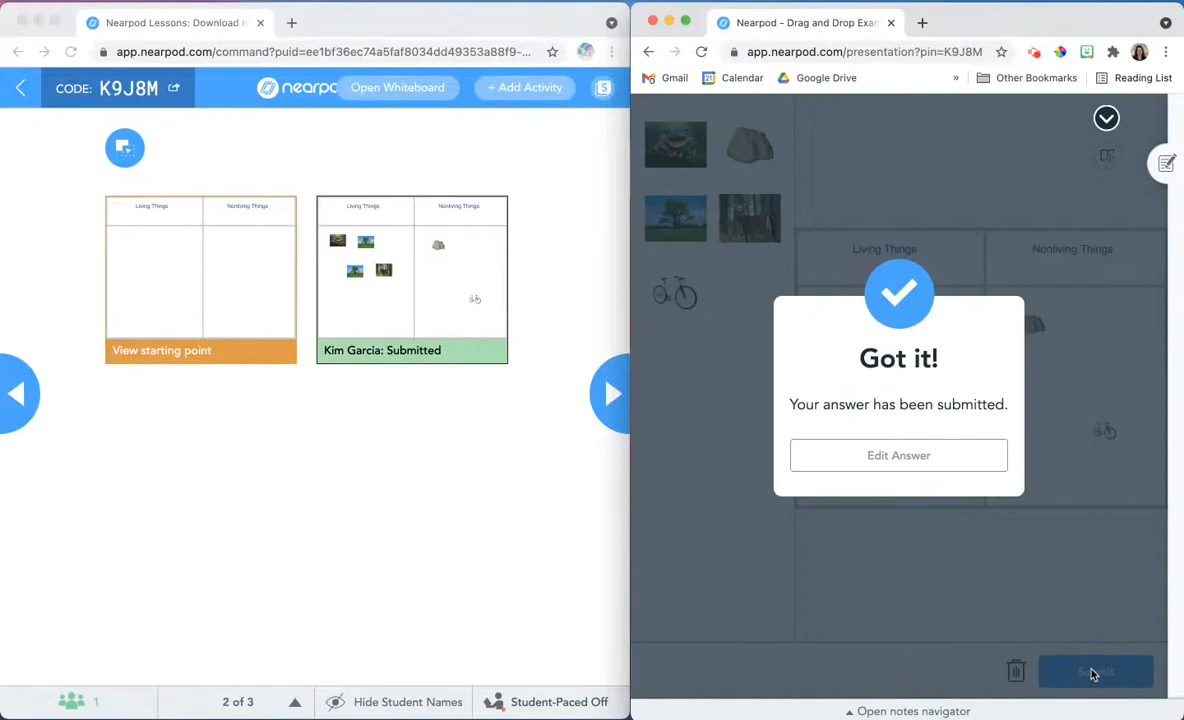 Nearpod Lessons: Download r
app.nearpod.com/command?puid=ee1bf36ec74a5faf8034dd49353a88f9-...
CODE: K9J8M
nearpod
Open Whiteboard
+ Add Activity
Living Things Nonliving Things
View starting point
Living Things Nonliving Things
Kim Garcia: Submitted
1
2 of 3
Hide Student Names
Student-Paced Off
Nearpod - Drag and Drop Exam
app.nearpod.com/presentation?pin=K9J8M
Gmail
Calendar
Google Drive
»
Other Bookmarks
Reading List
Living Things
Nonliving Things
Got it!
Your answer has been submitted.
Edit Answer
Submit
Open notes navigator